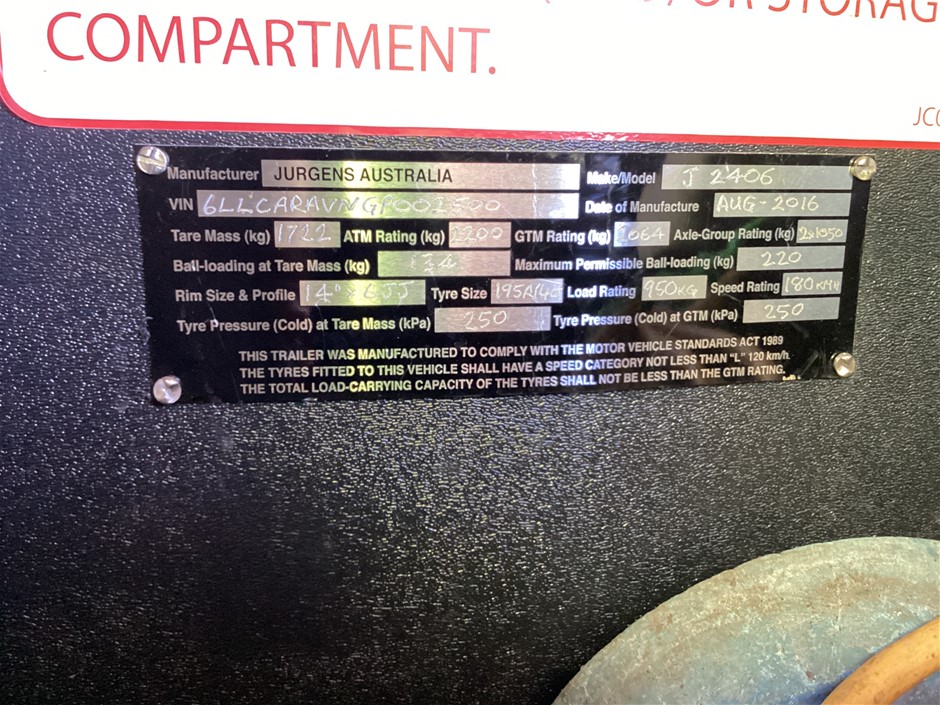 OR STORAG
COMPARTMENT.
JCC
Manufacturer JURGENS AUSTRALIA Make/Model J 2406
VIN Date of Manufacture AUG-2016
Tare Mass (kg) 1722 ATM Rating (kg) 2200 GTM Rating (kg) 2064 Axle-Group Rating (kg) 2x1050
Ball-loading at Tare Mass (kg) Maximum Permissible Ball-loading (kg) 220
Rim Size & Profile Tyre Size 195R14C Load Rating 950KG Speed Rating 180KMH
Tyre Pressure (Cold) at Tare Mass (kPa) 250 Tyre Pressure (Cold) at GTM (kPa) 250
THIS TRAILER WAS MANUFACTURED TO COMPLY WITH THE MOTOR VEHICLE STANDARDS ACT 1989
THE TYRES FITTED TO THIS VEHICLE SHALL HAVE A SPEED CATEGORY NOT LESS THAN "L" 120 km/h.
THE TOTAL LOAD-CARRYING CAPACITY OF THE TYRES SHALL NOT BE LESS THAN THE GTM RATING.